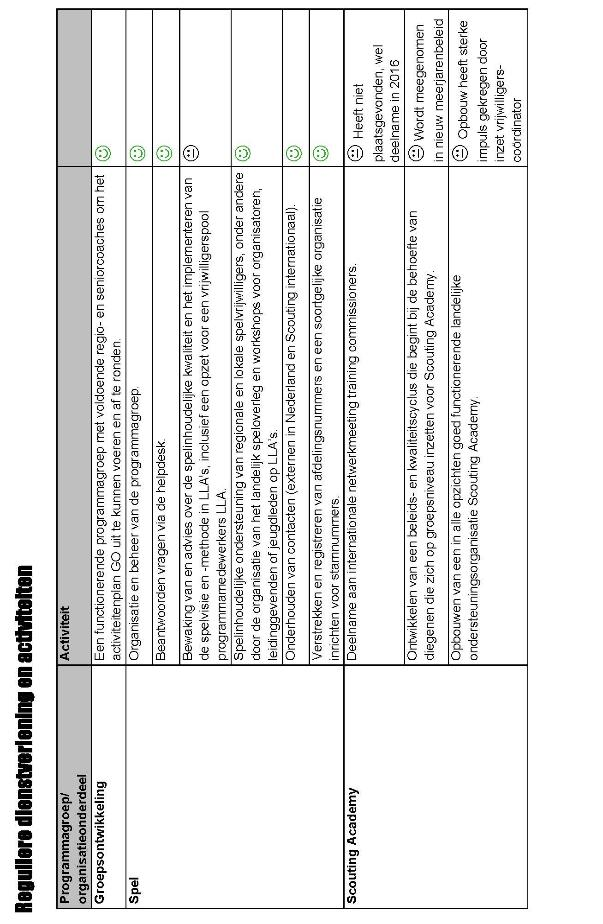 Reguliere dienstverlening en activiteiten
Programmagroep/
organisatieonderdeel
Activiteit
Groepsontwikkeling
Een functionerende programmagroep met voldoende regio- en seniorcoaches om het
activiteitenplan GO uit te kunnen voeren en af te ronden.
Spel
Organisatie en beheer van de programmagroep.
Beantwoorden vragen via de helpdesk.
Bewaking van en advies over de spelinhoudelijke kwaliteit en het implementeren van
de spelvisie en -methode in LLA's, inclusief een opzet voor een vrijwilligerspool
programmamedewerkers LLA.
Spelinhoudelijke ondersteuning van regionale en lokale spelvrijwilligers, onder andere
door de organisatie van het landelijk speloverleg en workshops voor organisatoren,
leidinggevenden of jeugdleden op LLA's.
Onderhouden van contacten (externen in Nederland en Scouting internationaal).
Verstrekken en registreren van afdelingsnummers en een soortgelijke organisatie
inrichten voor stamnummers.
Scouting Academy
Deelname aan internationale netwerkmeeting training commissioners.
Heeft niet
plaatsgevonden, wel
deelname in 2016
Ontwikkelen van een beleids- en kwaliteitscyclus die begint bij de behoefte van
diegenen die zich op groepsniveau inzetten voor Scouting Academy.
Wordt meegenomen
in nieuw meerjarenbeleid
Opbouwen van een in alle opzichten goed functionerende landelijke
ondersteuningsorganisatie Scouting Academy.
Opbouw heeft sterke
impuls gekregen door
inzet vrijwilligers-
coördinator